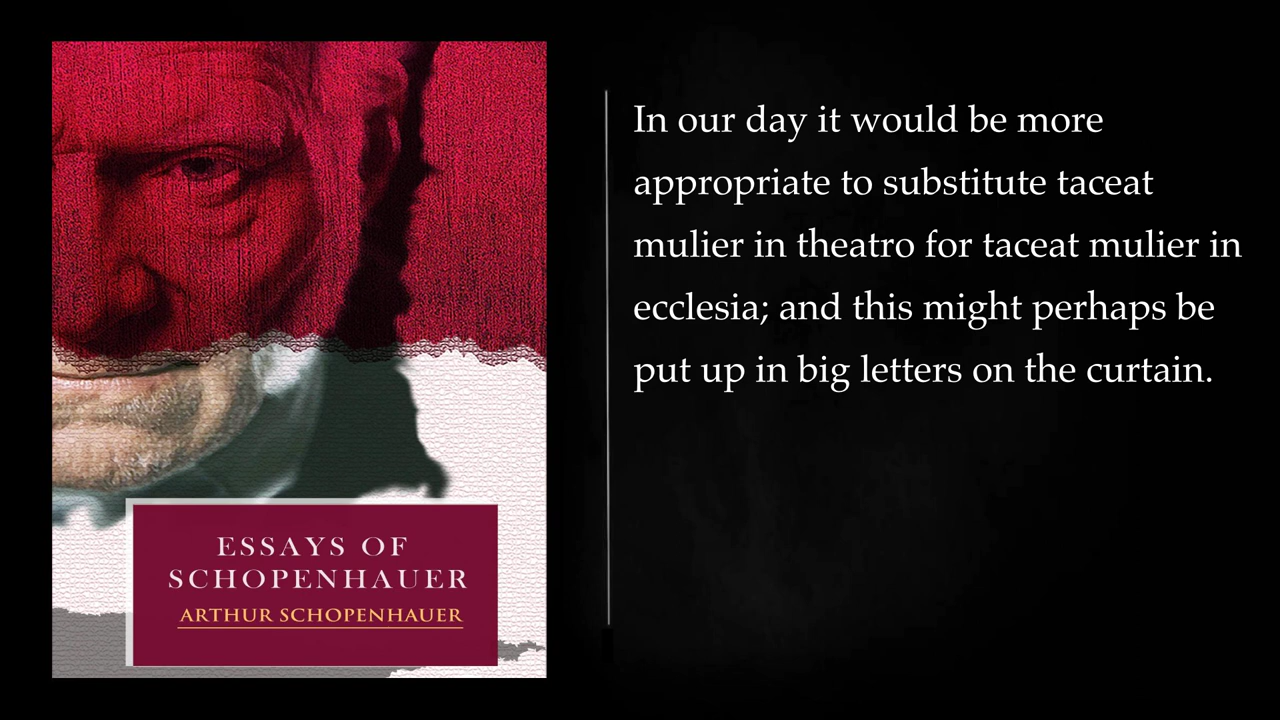 ESSAYS OF
SCHOPENHAUER
ARTHUR SCHOPENHAUER
In our day it would be more
appropriate to substitute taceat
mulier in theatro for taceat mulier in
ecclesia; and this might perhaps be
put up in big letters on the curtain.